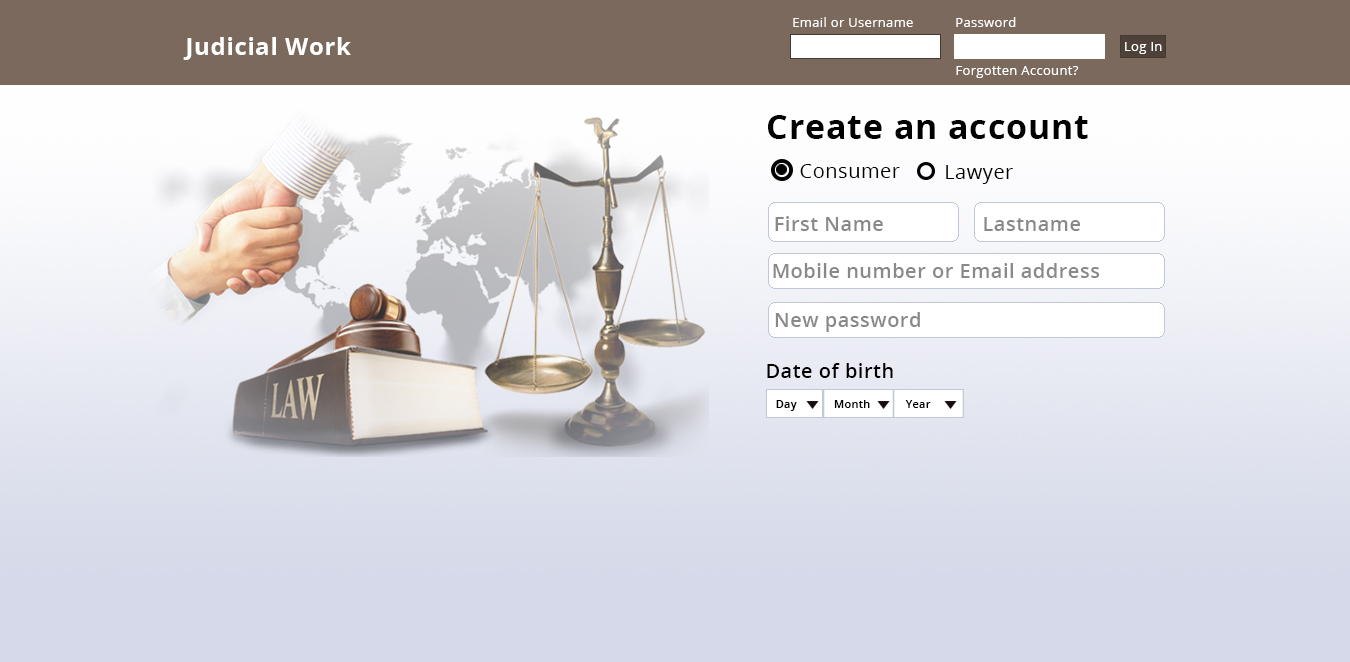 Judicial Work
Email or Username
Password
Log In
Forgotten Account?
Create an account
Consumer
Lawyer
First Name
Lastname
Mobile number or Email address
New password
Date of birth
Day
Month
Year
LAW